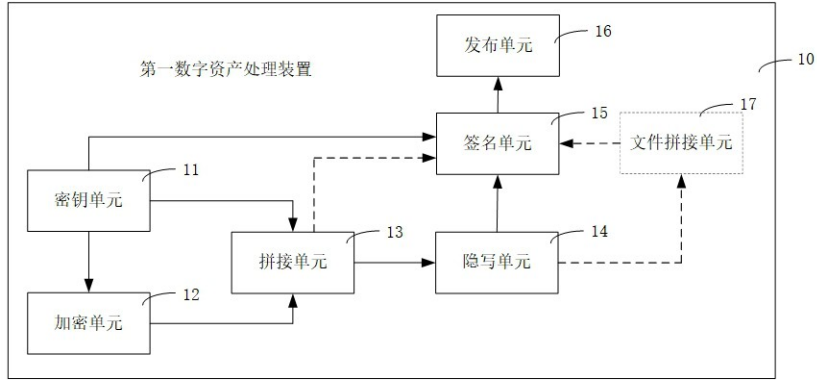 发布单元
16
第一数字资产处理装置
10
签名单元
15
文件拼接单元
17
密钥单元
11
拼接单元
13
隐写单元
14
加密单元
12